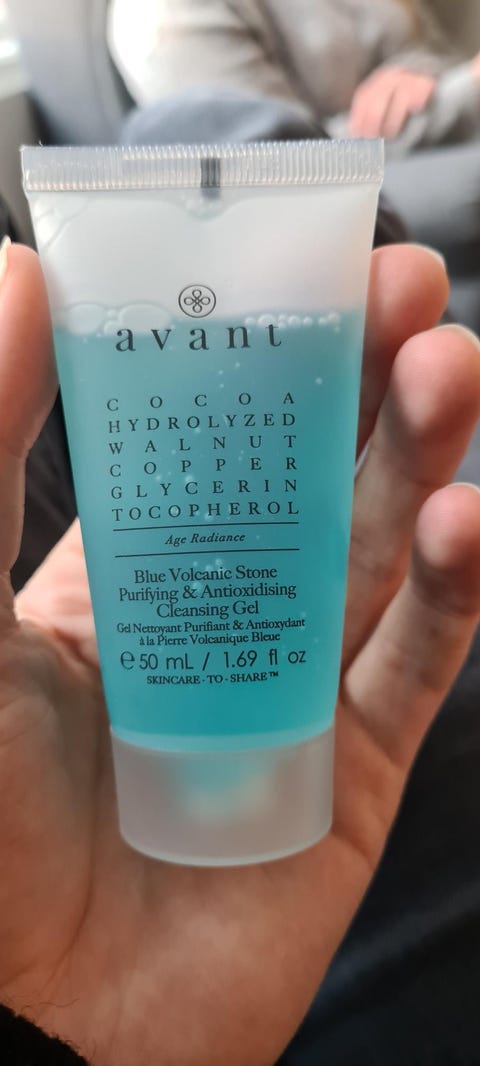 avant
COCOA
HYDROLYZED
WALNUT
COPPER
GLYCERIN
TOCOPHEROL
Age Radiance
Blue Volcanic Stone
Purifying & Antioxidising
Cleansing Gel
Gel Nettoyant Purifiant & Antioxydant
à la Pierre Volcanique Bleue
℮50 mL / 1.69 fl oz
SKINCARE-TO-SHARE™